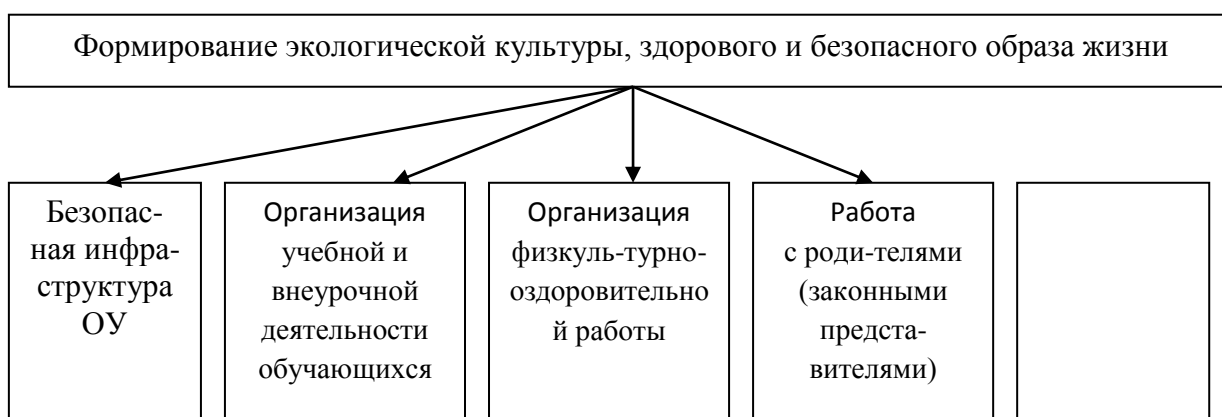 Формирование экологической культуры, здорового и безопасного образа жизни
Безопас-
ная инфра-
структура
ОУ
Организация
учебной и
внеурочной
деятельности
обучающихся
Организация
физкуль-турно-
оздоровительно
й работы
Работа
с роди-телями
(законными
предста-
вителями)